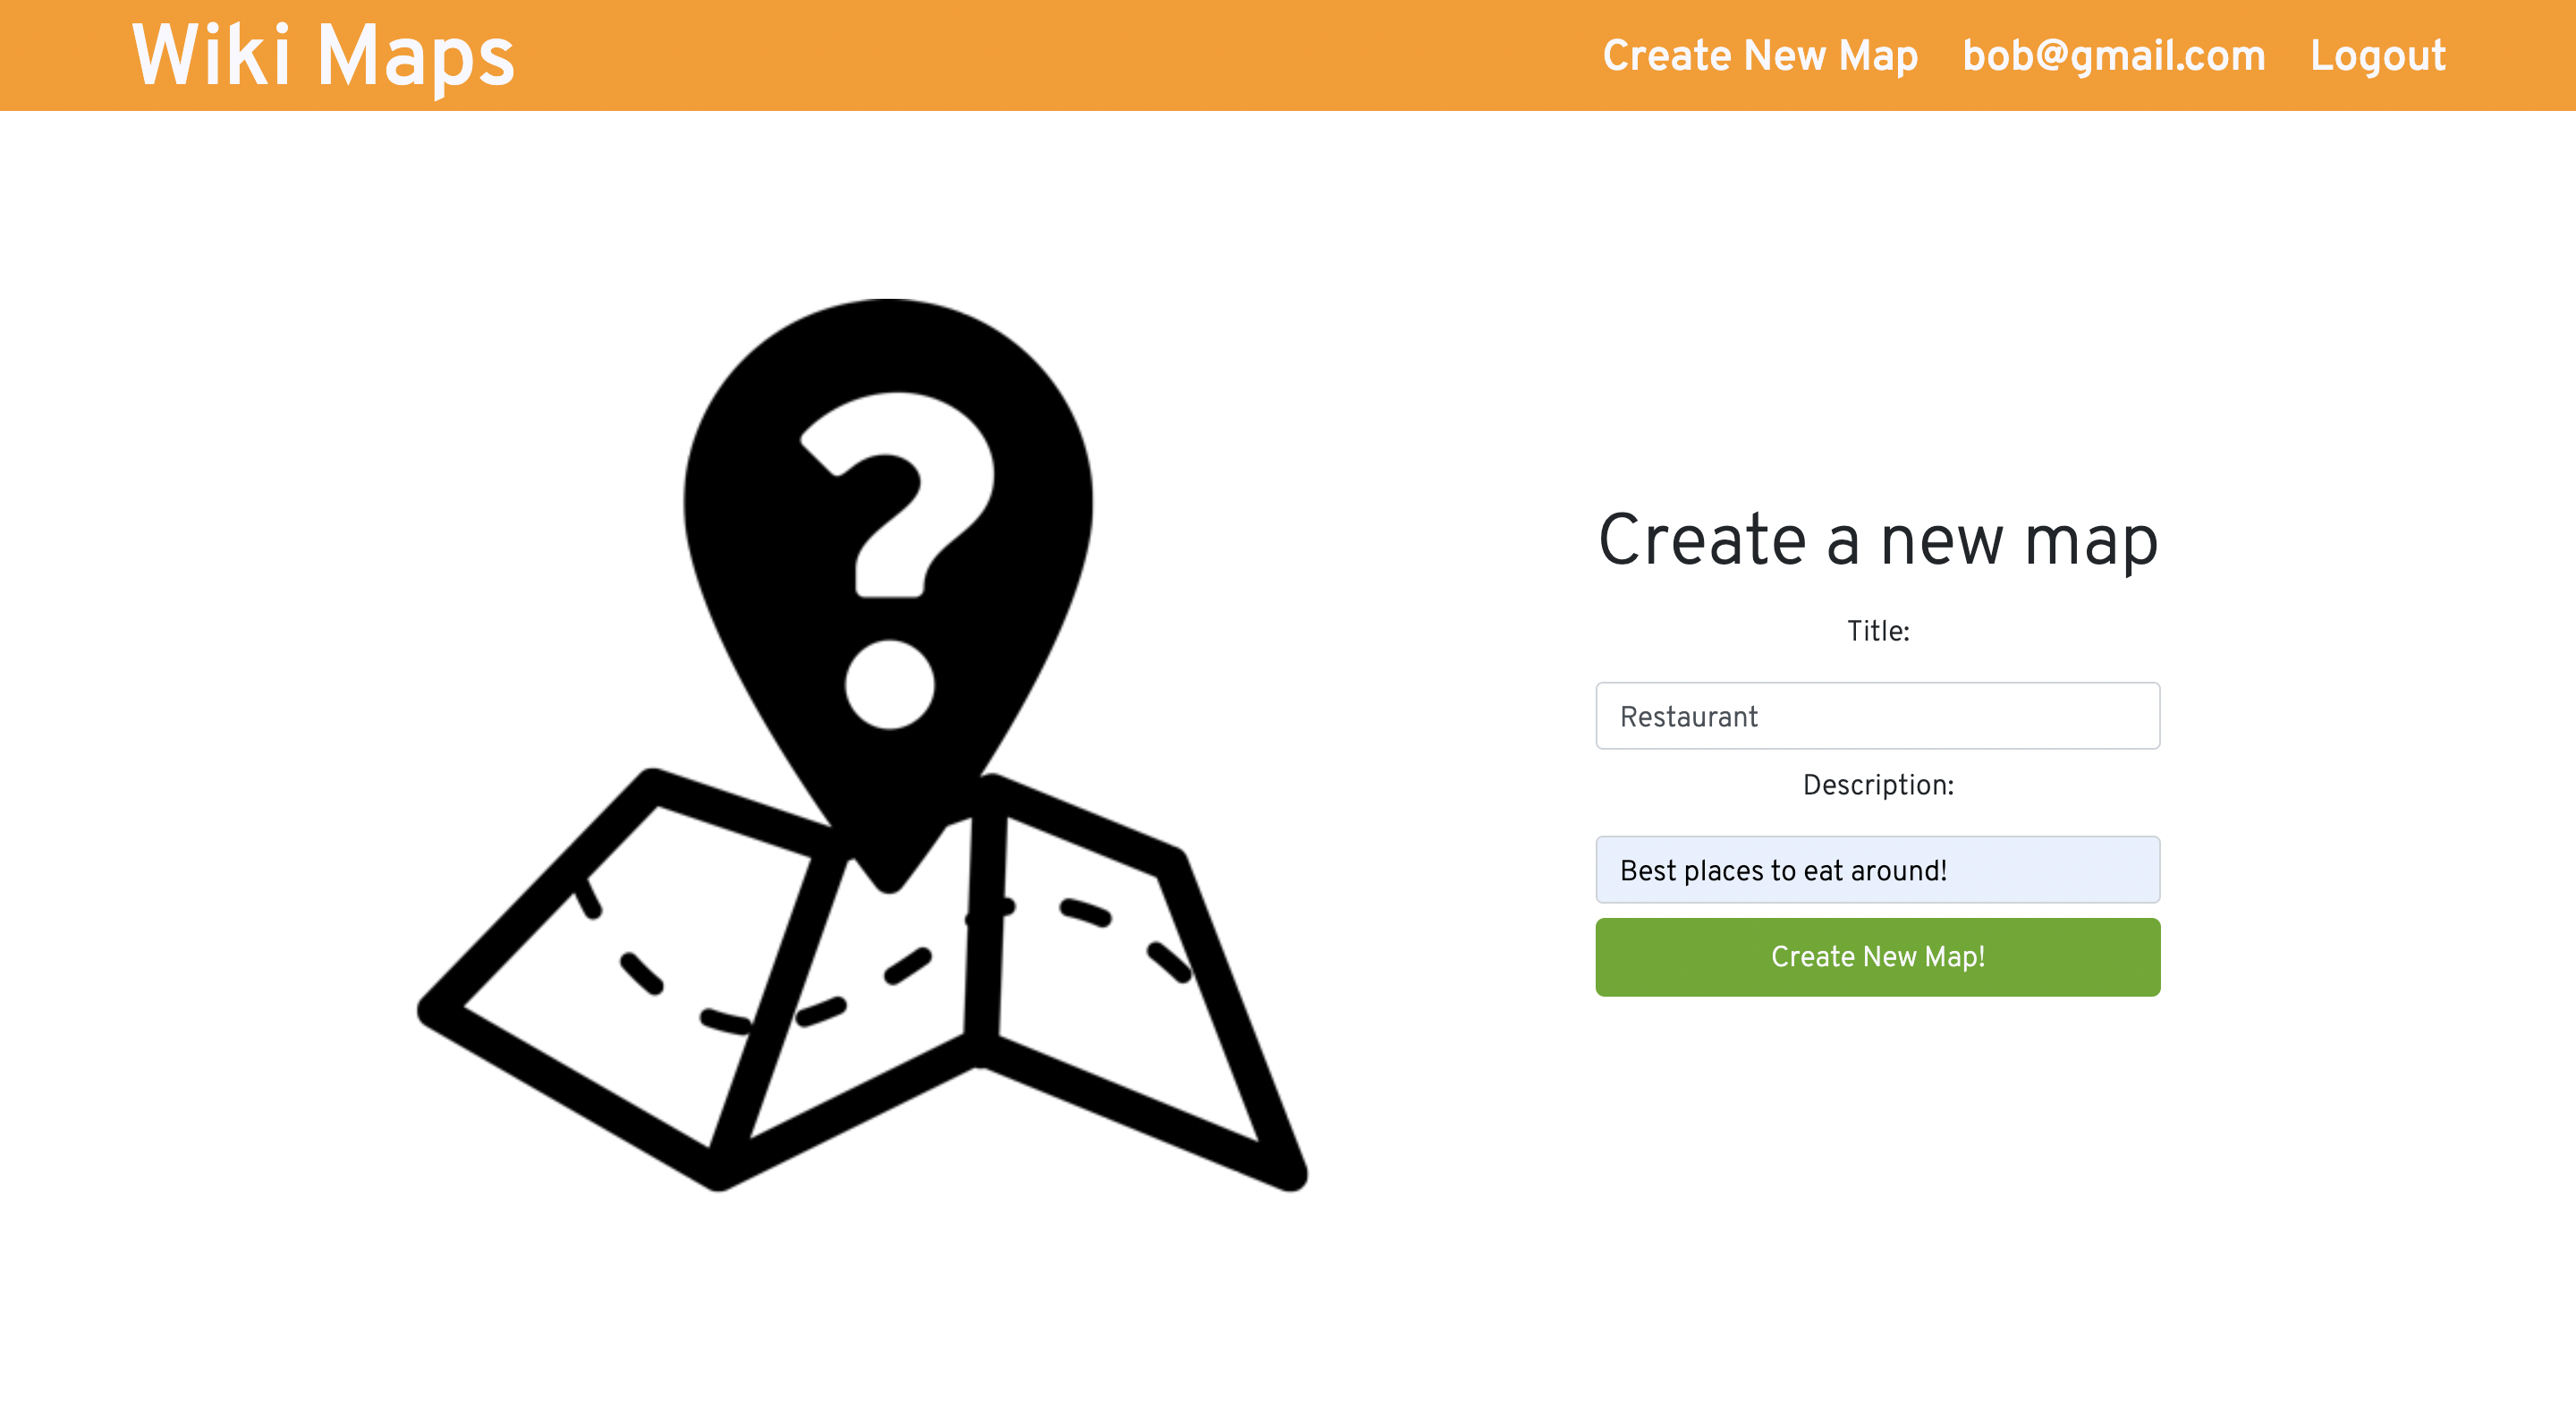 Wiki Maps
Create New Map
bob@gmail.com
Logout
?
Create a new map
Title:
Restaurant
Description:
Best places to eat around!
Create New Map!